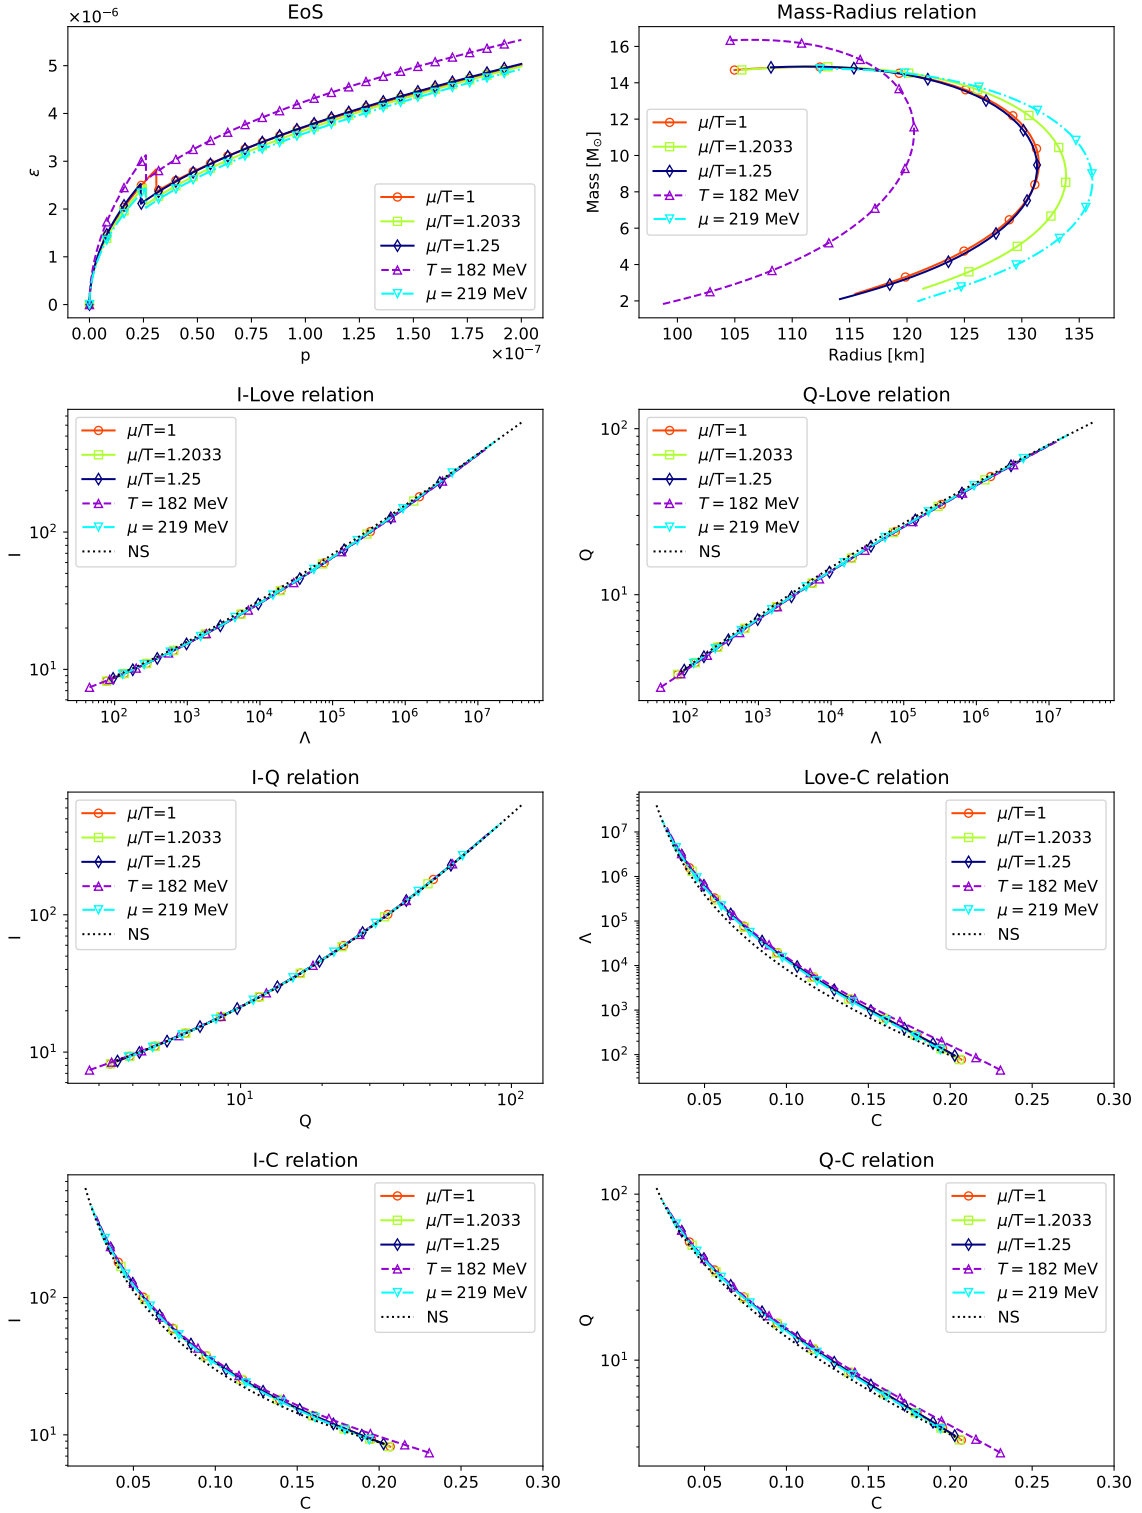 EoS
×10⁻⁶
5
4
3
2
1
0
ε
0.00 0.25 0.50 0.75 1.00 1.25 1.50 1.75 2.00
×10⁻⁷
p
μ/T=1
μ/T=1.2033
μ/T=1.25
T = 182 MeV
μ = 219 MeV
Mass-Radius relation
16
14
12
10
8
6
4
2
Mass [M⊙]
100 105 110 115 120 125 130 135
Radius [km]
μ/T=1
μ/T=1.2033
μ/T=1.25
T = 182 MeV
μ = 219 MeV
I-Love relation
10²
10¹
I
10² 10³ 10⁴ 10⁵ 10⁶ 10⁷
Λ
μ/T=1
μ/T=1.2033
μ/T=1.25
T = 182 MeV
μ = 219 MeV
NS
Q-Love relation
10²
10¹
Q
10² 10³ 10⁴ 10⁵ 10⁶ 10⁷
Λ
μ/T=1
μ/T=1.2033
μ/T=1.25
T = 182 MeV
μ = 219 MeV
NS
I-Q relation
10²
10¹
I
10¹ 10²
Q
μ/T=1
μ/T=1.2033
μ/T=1.25
T = 182 MeV
μ = 219 MeV
NS
Love-C relation
10⁷
10⁶
10⁵
10⁴
10³
10²
Λ
0.05 0.10 0.15 0.20 0.25 0.30
C
μ/T=1
μ/T=1.2033
μ/T=1.25
T = 182 MeV
μ = 219 MeV
NS
I-C relation
10²
10¹
I
0.05 0.10 0.15 0.20 0.25 0.30
C
μ/T=1
μ/T=1.2033
μ/T=1.25
T = 182 MeV
μ = 219 MeV
NS
Q-C relation
10²
10¹
Q
0.05 0.10 0.15 0.20 0.25 0.30
C
μ/T=1
μ/T=1.2033
μ/T=1.25
T = 182 MeV
μ = 219 MeV
NS